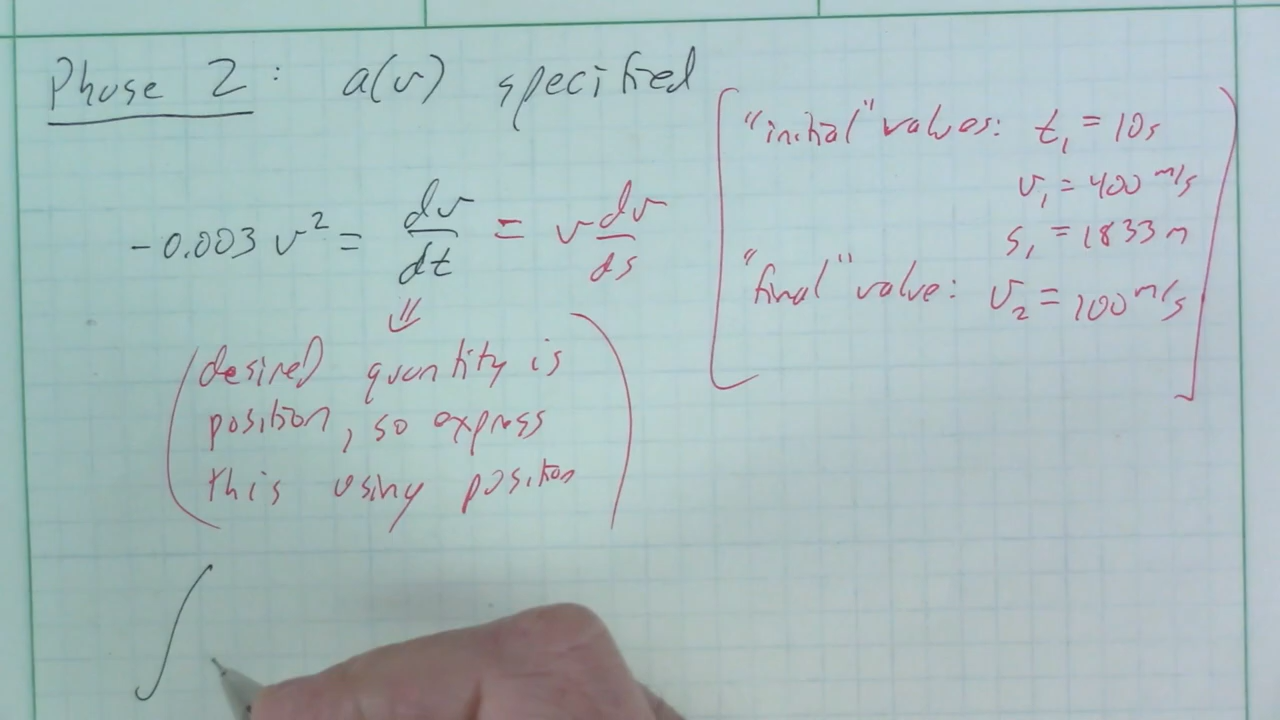 Phase 2: a(v) specified
"initial" values: t₁ = 10s
v₁ = 400 m/s
s₁ = 1833 m
"final" value: v₂ = 100 m/s
-0.003 v² = dv/dt = v dv/ds
⇓
(desired quantity is
position, so express
this using position)
∫